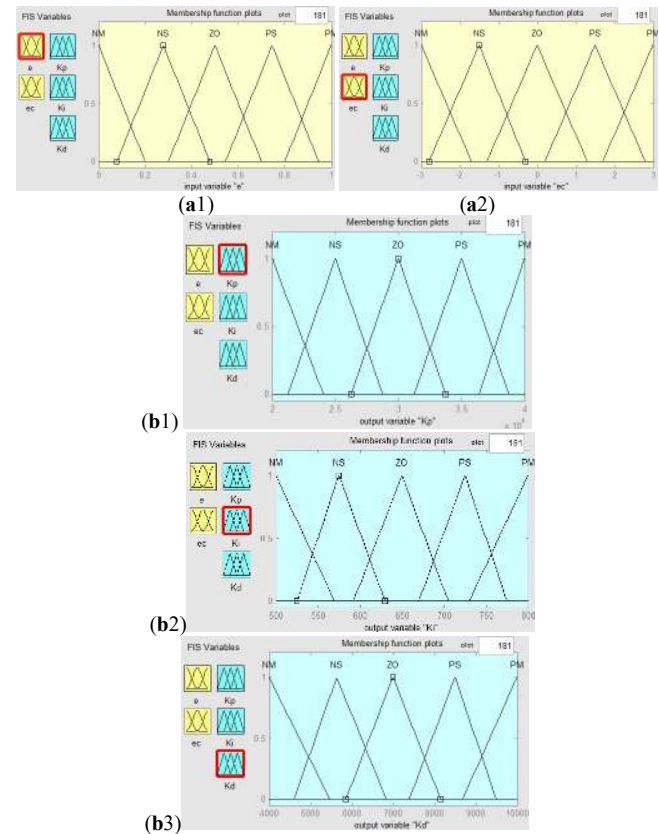 FIS Variables
Membership function plots
plot
181
e
Kp
ec
Ki
Kd
NM NS ZO PS PM
1
0.5
0
0 0.2 0.4 0.6 0.8 1
input variable "e"
(a1)
FIS Variables
Membership function plots
plot
181
e
Kp
ec
Ki
Kd
NM NS ZO PS PM
1
0.5
0
-3 -2 -1 0 1 2 3
input variable "ec"
(a2)
FIS Variables
Membership function plots
plot
181
e
Kp
ec
Ki
Kd
NM NS ZO PS PM
1
0.5
0
2 2.5 3 3.5 4
output variable "Kp"
(b1)
FIS Variables
Membership function plots
plot
181
e
Kp
ec
Ki
Kd
NM NS ZO PS PM
1
0.5
0
500 550 600 650 700 750 800
output variable "Ki"
(b2)
FIS Variables
Membership function plots
plot
181
e
Kp
ec
Ki
Kd
NM NS ZO PS PM
1
0.5
0
4000 5000 6000 7000 8000 9000 10000
output variable "Kd"
(b3)